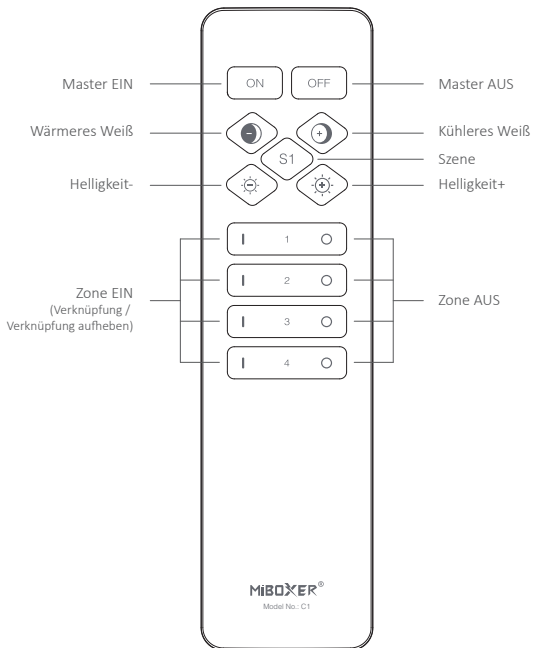 Master EIN
ON
OFF
Master AUS
Wärmeres Weiß
Kühleres Weiß
S1
Szene
Helligkeit-
Helligkeit+
1
2
Zone EIN
(Verknüpfung /
Verknüpfung aufheben)
Zone AUS
3
4
MiBOXER®
Model No.: C1